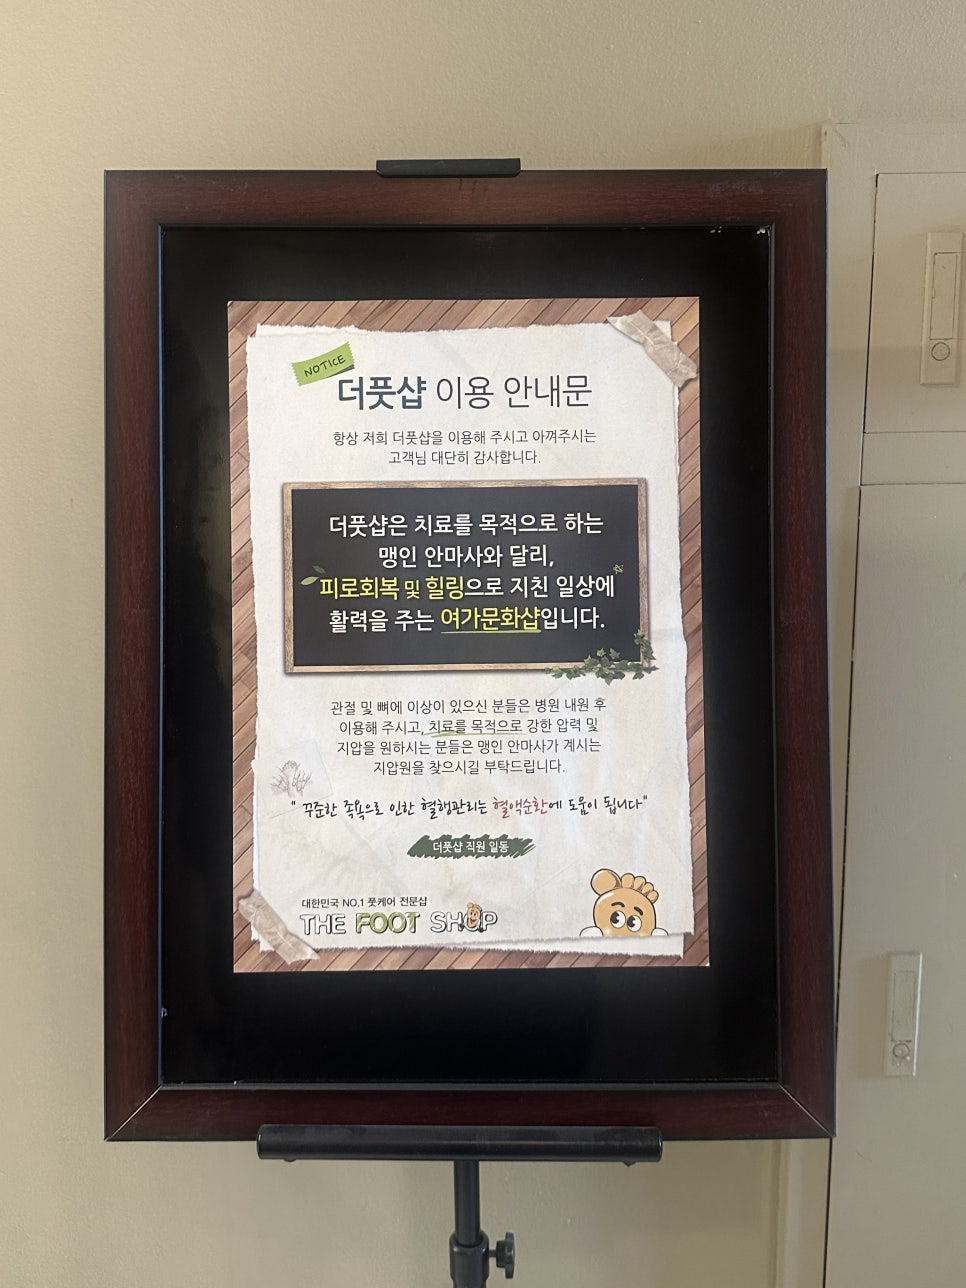 NOTICE
더풋샵 이용 안내문
항상 저희 더풋샵을 이용해 주시고 아껴주시는
고객님 대단히 감사합니다.
더풋샵은 치료를 목적으로 하는
맹인 안마사와 달리,
피로회복 및 힐링으로 지친 일상에
활력을 주는 여가문화샵입니다.
관절 및 뼈에 이상이 있으신 분들은 병원 내원 후
이용해 주시고, 치료를 목적으로 강한 압력 및
지압을 원하시는 분들은 맹인 안마사가 계시는
지압원을 찾으시길 부탁드립니다.
" 꾸준한 족욕으로 인한 혈행관리는 혈액순환에 도움이 됩니다"
더풋샵 직원 일동
대한민국 NO.1 풋케어 전문샵
THE FOOT SHOP